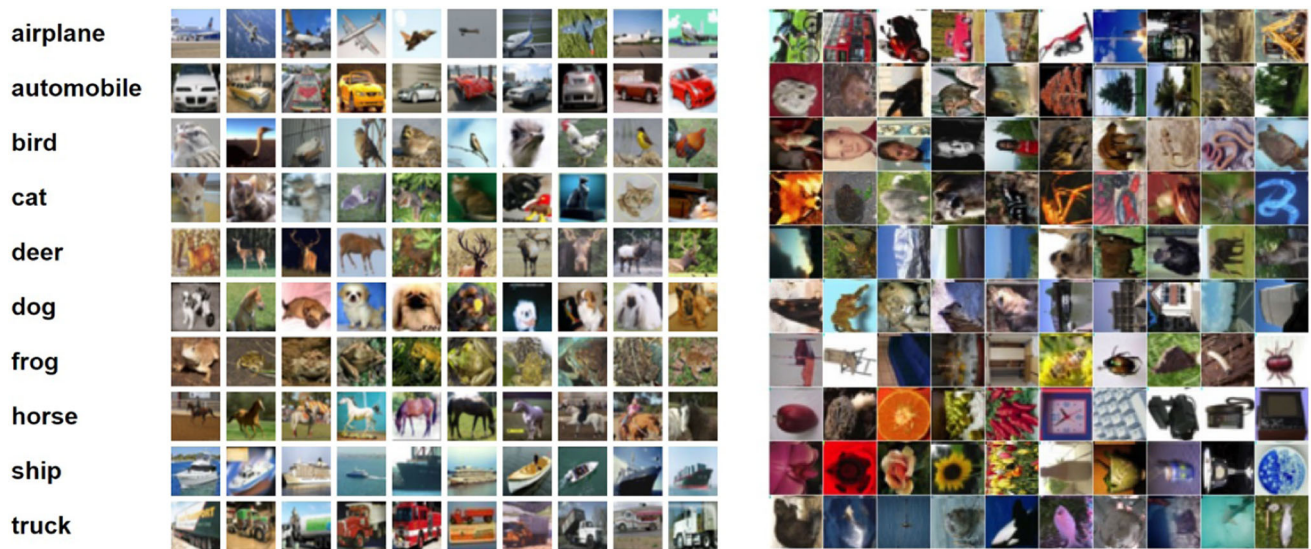 airplane
automobile
bird
cat
deer
dog
frog
horse
ship
truck